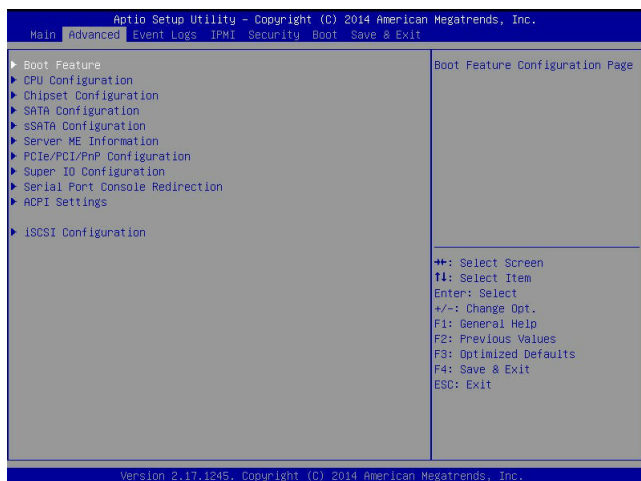 Aptio Setup Utility – Copyright (C) 2014 American Megatrends, Inc.
Main Advanced Event Logs IPMI Security Boot Save & Exit
Boot Feature
CPU Configuration
Chipset Configuration
SATA Configuration
sSATA Configuration
Server ME Information
PCIe/PCI/PnP Configuration
Super IO Configuration
Serial Port Console Redirection
ACPI Settings
iSCSI Configuration
Boot Feature Configuration Page
→←: Select Screen
↑↓: Select Item
Enter: Select
+/-: Change Opt.
F1: General Help
F2: Previous Values
F3: Optimized Defaults
F4: Save & Exit
ESC: Exit
Version 2.17.1245. Copyright (C) 2014 American Megatrends, Inc.